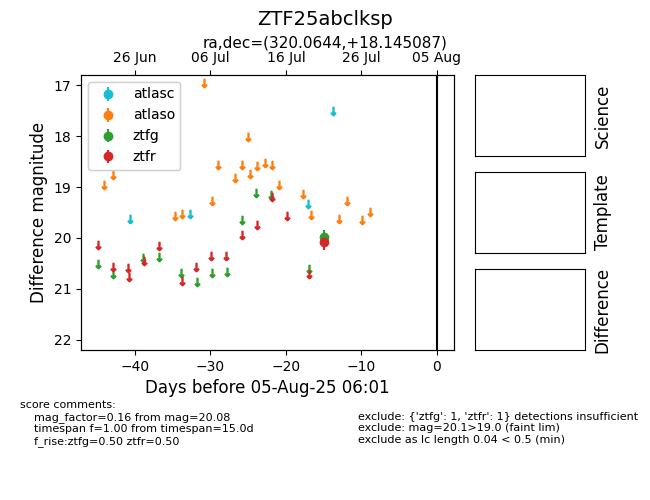 ZTF25abclksp
ra,dec=(320.0644,+18.145087)
26 Jun 06 Jul 16 Jul 26 Jul 05 Aug
atlasc
atlaso
ztfg
ztfr
17
18
19
20
21
22
Difference magnitude
−40 −30 −20 −10 0
Days before 05-Aug-25 06:01
Science
Template
Difference
score comments:
mag_factor=0.16 from mag=20.08
timespan f=1.00 from timespan=15.0d
f_rise:ztfg=0.50 ztfr=0.50
exclude: {'ztfg': 1, 'ztfr': 1} detections insufficient
exclude: mag=20.1>19.0 (faint lim)
exclude as lc length 0.04 < 0.5 (min)